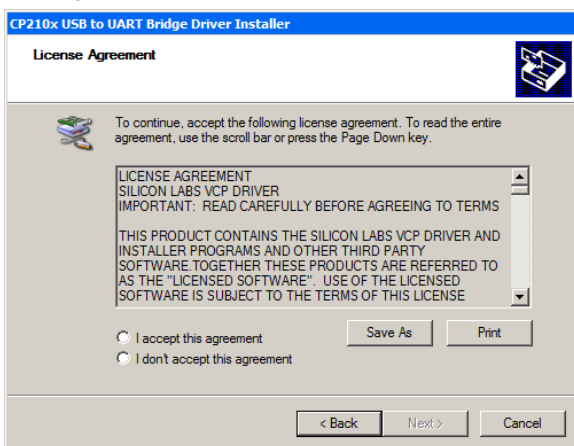 CP210x USB to UART Bridge Driver Installer
License Agreement
To continue, accept the following license agreement. To read the entire
agreement, use the scroll bar or press the Page Down key.
LICENSE AGREEMENT
SILICON LABS VCP DRIVER
IMPORTANT:  READ CAREFULLY BEFORE AGREEING TO TERMS
THIS PRODUCT CONTAINS THE SILICON LABS VCP DRIVER AND
INSTALLER PROGRAMS AND OTHER THIRD PARTY
SOFTWARE.TOGETHER THESE PRODUCTS ARE REFERRED TO
AS THE "LICENSED SOFTWARE".  USE OF THE LICENSED
SOFTWARE IS SUBJECT TO THE TERMS OF THIS LICENSE
I accept this agreement
Save As
Print
I don't accept this agreement
< Back
Next >
Cancel